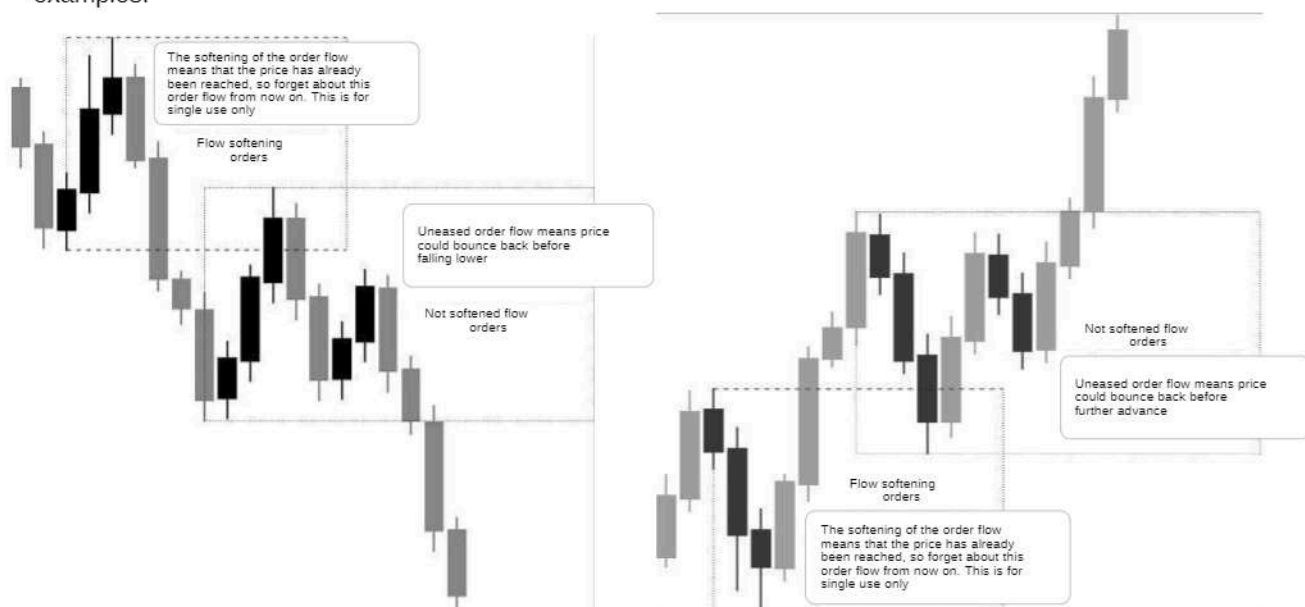 examples.
The softening of the order flow
means that the price has already
been reached, so forget about this
order flow from now on. This is for
single use only
Flow softening
orders
Uneased order flow means price
could bounce back before
falling lower
Not softened flow
orders
Not softened flow
orders
Uneased order flow means price
could bounce back before
further advance
Flow softening
orders
The softening of the order flow
means that the price has already
been reached, so forget about this
order flow from now on. This is for
single use only